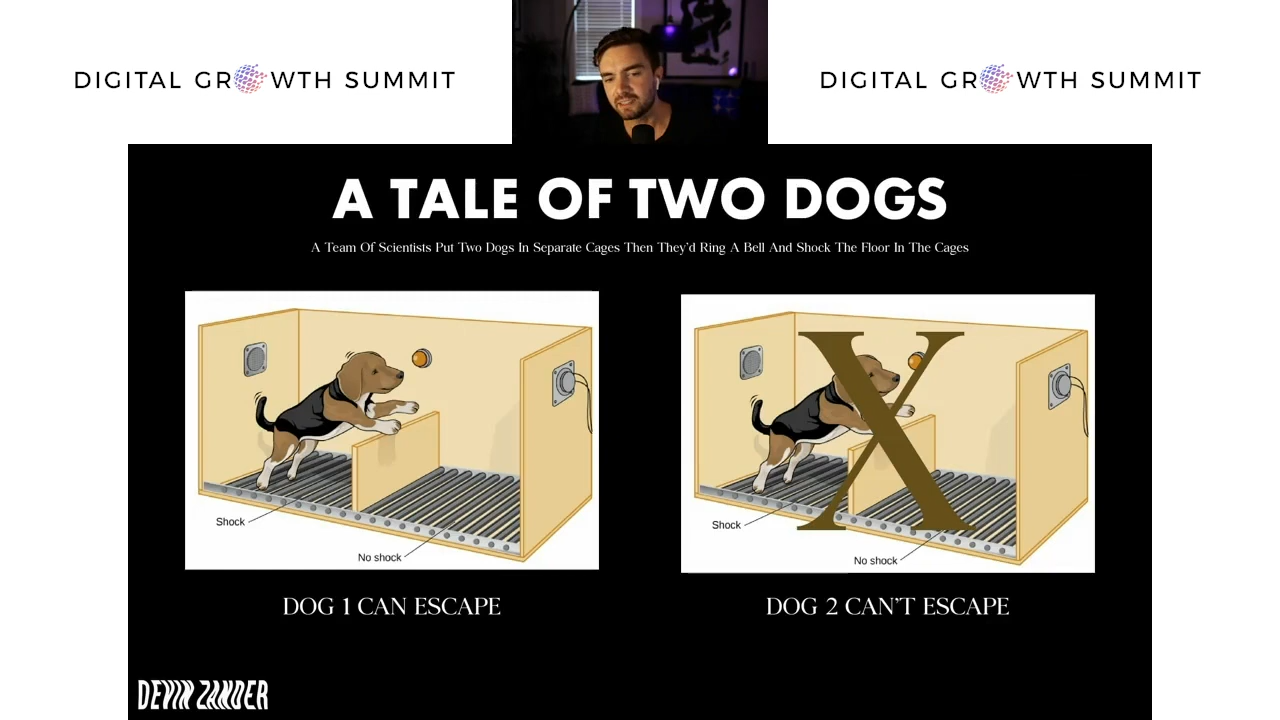 DIGITAL GROWTH SUMMIT
DIGITAL GROWTH SUMMIT
A TALE OF TWO DOGS
A Team Of Scientists Put Two Dogs In Separate Cages Then They'd Ring A Bell And Shock The Floor In The Cages
X
Shock
No shock
Shock
No shock
DOG 1 CAN ESCAPE
DOG 2 CAN'T ESCAPE
DEVIN ZANDER